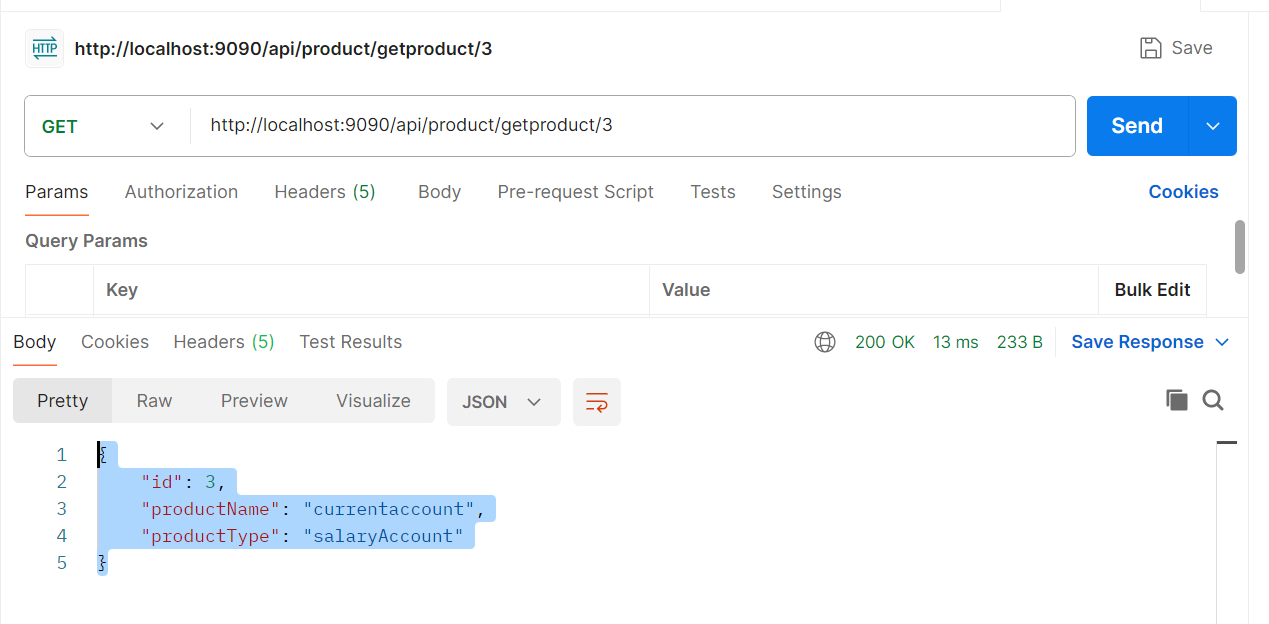 HTTP http://localhost:9090/api/product/getproduct/3 Save
GET http://localhost:9090/api/product/getproduct/3 Send
Params Authorization Headers (5) Body Pre-request Script Tests Settings Cookies
Query Params
Key Value Bulk Edit
Body Cookies Headers (5) Test Results 200 OK 13 ms 233 B Save Response
Pretty Raw Preview Visualize JSON
1 {
2 "id": 3,
3 "productName": "currentaccount",
4 "productType": "salaryAccount"
5 }